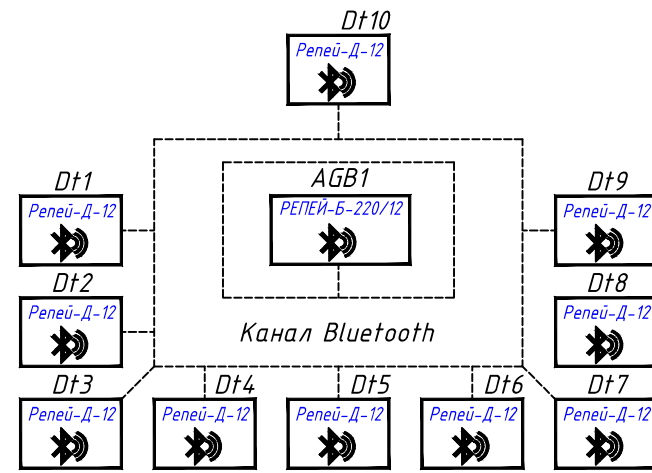 Dt10
Репей-Д-12
Dt1
Репей-Д-12
AGB1
РЕПЕЙ-Б-220/12
Dt9
Репей-Д-12
Dt2
Репей-Д-12
Dt8
Репей-Д-12
Канал Bluetooth
Dt3
Репей-Д-12
Dt4
Репей-Д-12
Dt5
Репей-Д-12
Dt6
Репей-Д-12
Dt7
Репей-Д-12